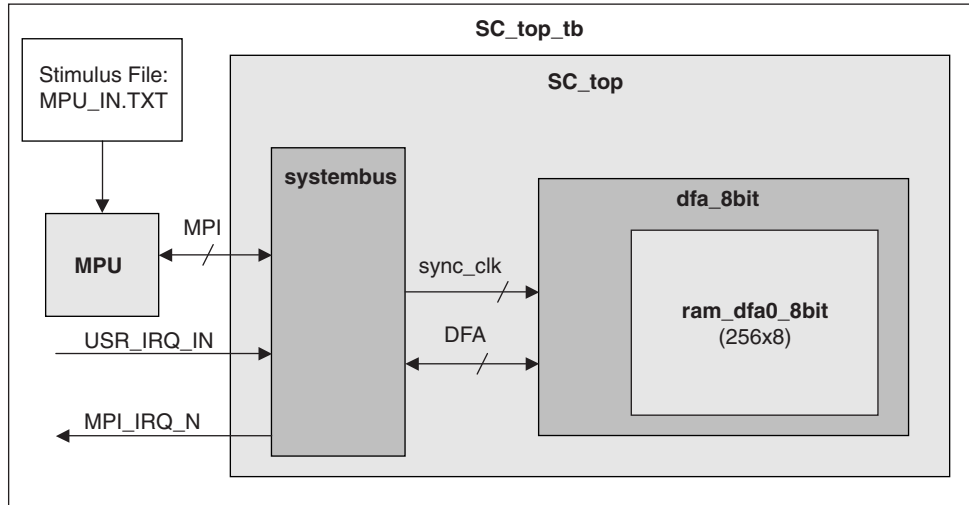 SC_top_tb
Stimulus File:
MPU_IN.TXT
SC_top
systembus
dfa_8bit
MPI
MPU
sync_clk
ram_dfa0_8bit
(256x8)
USR_IRQ_IN
DFA
MPI_IRQ_N